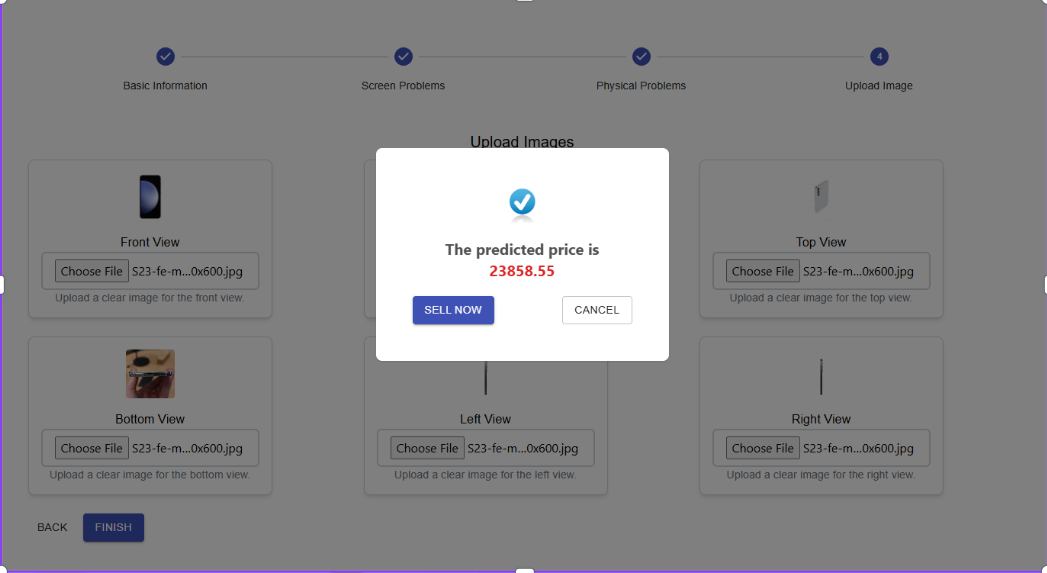 4
Basic Information
Screen Problems
Physical Problems
Upload Image
Upload Images
The predicted price is
23858.55
SELL NOW
CANCEL
Front View
Choose File S23-fe-m...0x600.jpg
Upload a clear image for the front view.
Top View
Choose File S23-fe-m...0x600.jpg
Upload a clear image for the top view.
Bottom View
Choose File S23-fe-m...0x600.jpg
Upload a clear image for the bottom view.
Left View
Choose File S23-fe-m...0x600.jpg
Upload a clear image for the left view.
Right View
Choose File S23-fe-m...0x600.jpg
Upload a clear image for the right view.
BACK
FINISH